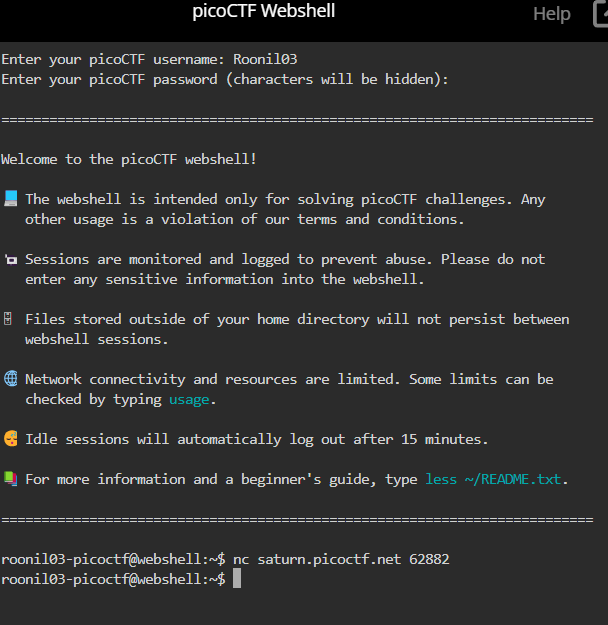 picoCTF Webshell
Help
Enter your picoCTF username: Roonil03
Enter your picoCTF password (characters will be hidden):
==========================================================================
Welcome to the picoCTF webshell!
The webshell is intended only for solving picoCTF challenges. Any
other usage is a violation of our terms and conditions.
Sessions are monitored and logged to prevent abuse. Please do not
enter any sensitive information into the webshell.
Files stored outside of your home directory will not persist between
webshell sessions.
Network connectivity and resources are limited. Some limits can be
checked by typing usage.
Idle sessions will automatically log out after 15 minutes.
For more information and a beginner's guide, type less ~/README.txt.
==========================================================================
roonil03-picoctf@webshell:~$ nc saturn.picoctf.net 62882
roonil03-picoctf@webshell:~$